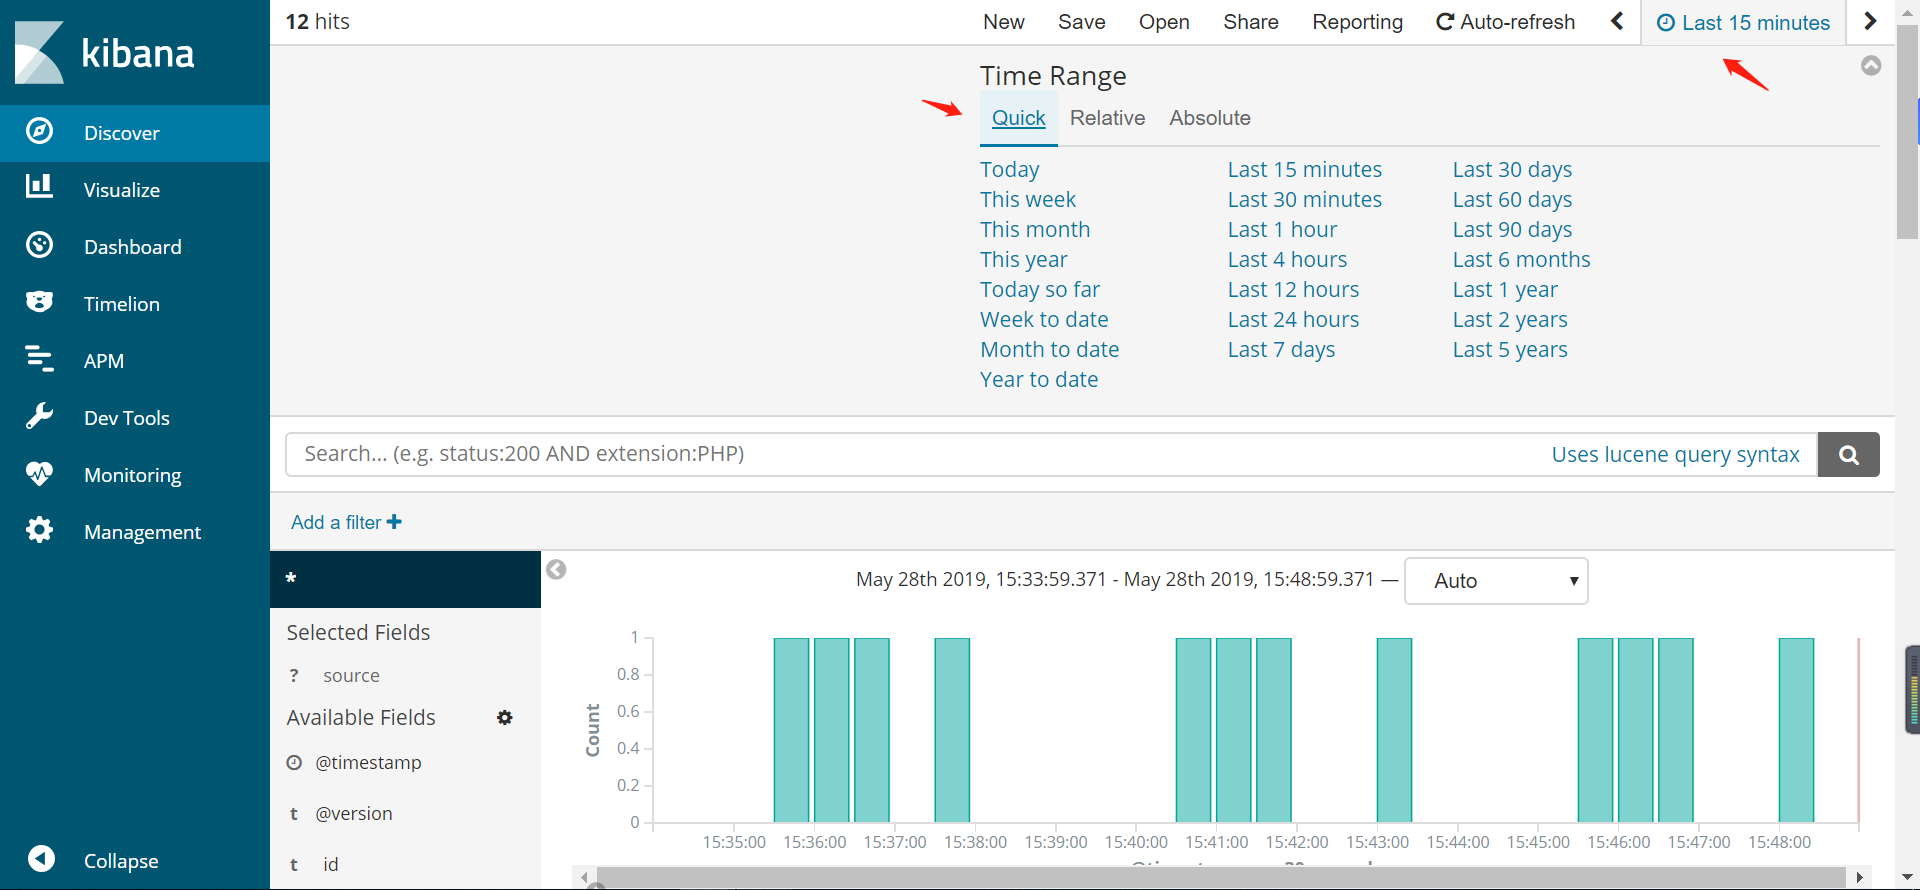 kibana
Discover
Visualize
Dashboard
Timelion
APM
Dev Tools
Monitoring
Management
Collapse
12 hits
New Save Open Share Reporting Auto-refresh Last 15 minutes
Time Range
Quick Relative Absolute
Today Last 15 minutes Last 30 days
This week Last 30 minutes Last 60 days
This month Last 1 hour Last 90 days
This year Last 4 hours Last 6 months
Today so far Last 12 hours Last 1 year
Week to date Last 24 hours Last 2 years
Month to date Last 7 days Last 5 years
Year to date
Search... (e.g. status:200 AND extension:PHP) Uses lucene query syntax
Add a filter +
*
Selected Fields
? source
Available Fields
@timestamp
t @version
t id
May 28th 2019, 15:33:59.371 - May 28th 2019, 15:48:59.371 — Auto
Count
1
0.8
0.6
0.4
0.2
0
15:35:00 15:36:00 15:37:00 15:38:00 15:39:00 15:40:00 15:41:00 15:42:00 15:43:00 15:44:00 15:45:00 15:46:00 15:47:00 15:48:00